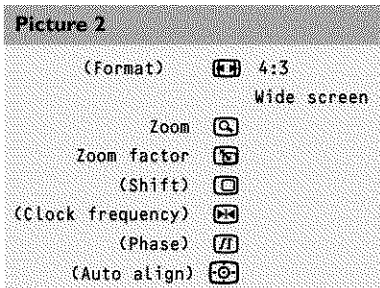 Picture 2
(Format) 4:3
Wide screen
Zoom
Zoom factor
(Shift)
(Clock frequency)
(Phase)
(Auto align)